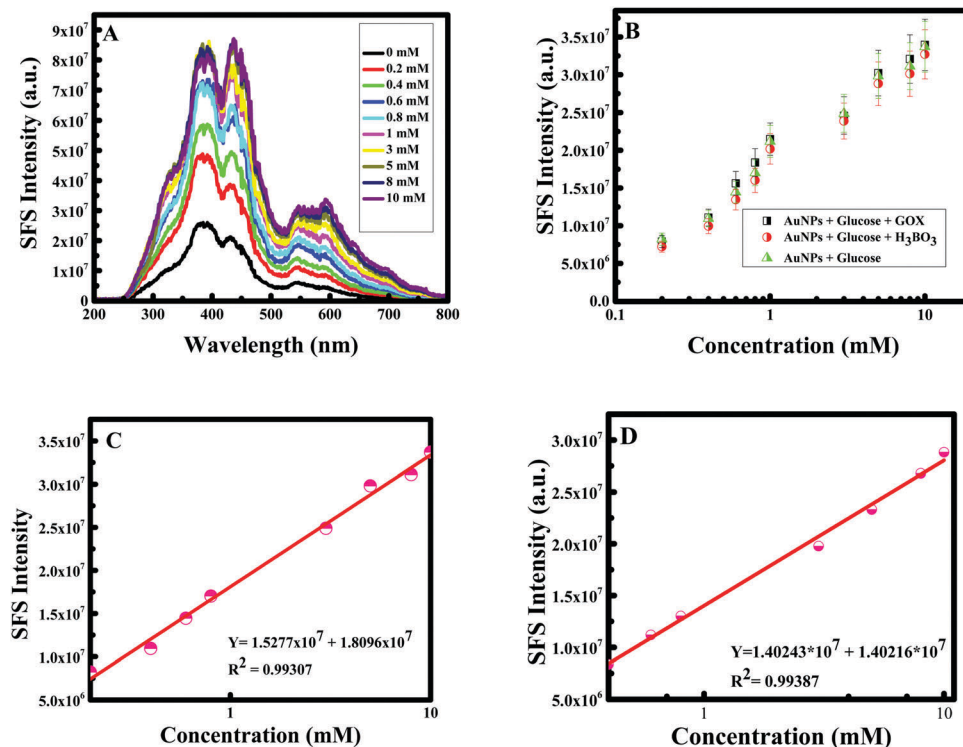 A
SFS Intensity (a.u.)
9x10⁷
8x10⁷
7x10⁷
6x10⁷
5x10⁷
4x10⁷
3x10⁷
2x10⁷
1x10⁷
0
200 300 400 500 600 700 800
Wavelength (nm)
0 mM
0.2 mM
0.4 mM
0.6 mM
0.8 mM
1 mM
3 mM
5 mM
8 mM
10 mM
B
SFS Intensity (a.u.)
3.5x10⁷
3.0x10⁷
2.5x10⁷
2.0x10⁷
1.5x10⁷
1.0x10⁷
5.0x10⁶
0.0
0.1 1 10
Concentration (mM)
AuNPs + Glucose + GOX
AuNPs + Glucose + H₃BO₃
AuNPs + Glucose
C
SFS Intensity
3.5x10⁷
3.0x10⁷
2.5x10⁷
2.0x10⁷
1.5x10⁷
1.0x10⁷
5.0x10⁶
1 10
Concentration (mM)
Y= 1.5277x10⁷ + 1.8096x10⁷
R² = 0.99307
D
SFS Intensity (a.u.)
3.0x10⁷
2.5x10⁷
2.0x10⁷
1.5x10⁷
1.0x10⁷
5.0x10⁶
1 10
Concentration (mM)
Y=1.40243*10⁷ + 1.40216*10⁷
R² = 0.99387